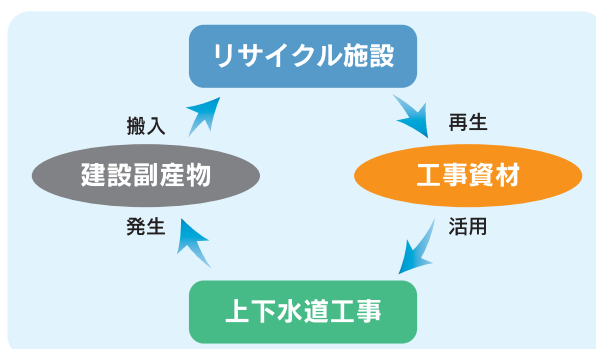 リサイクル施設
搬入
再生
建設副産物
工事資材
発生
活用
上下水道工事